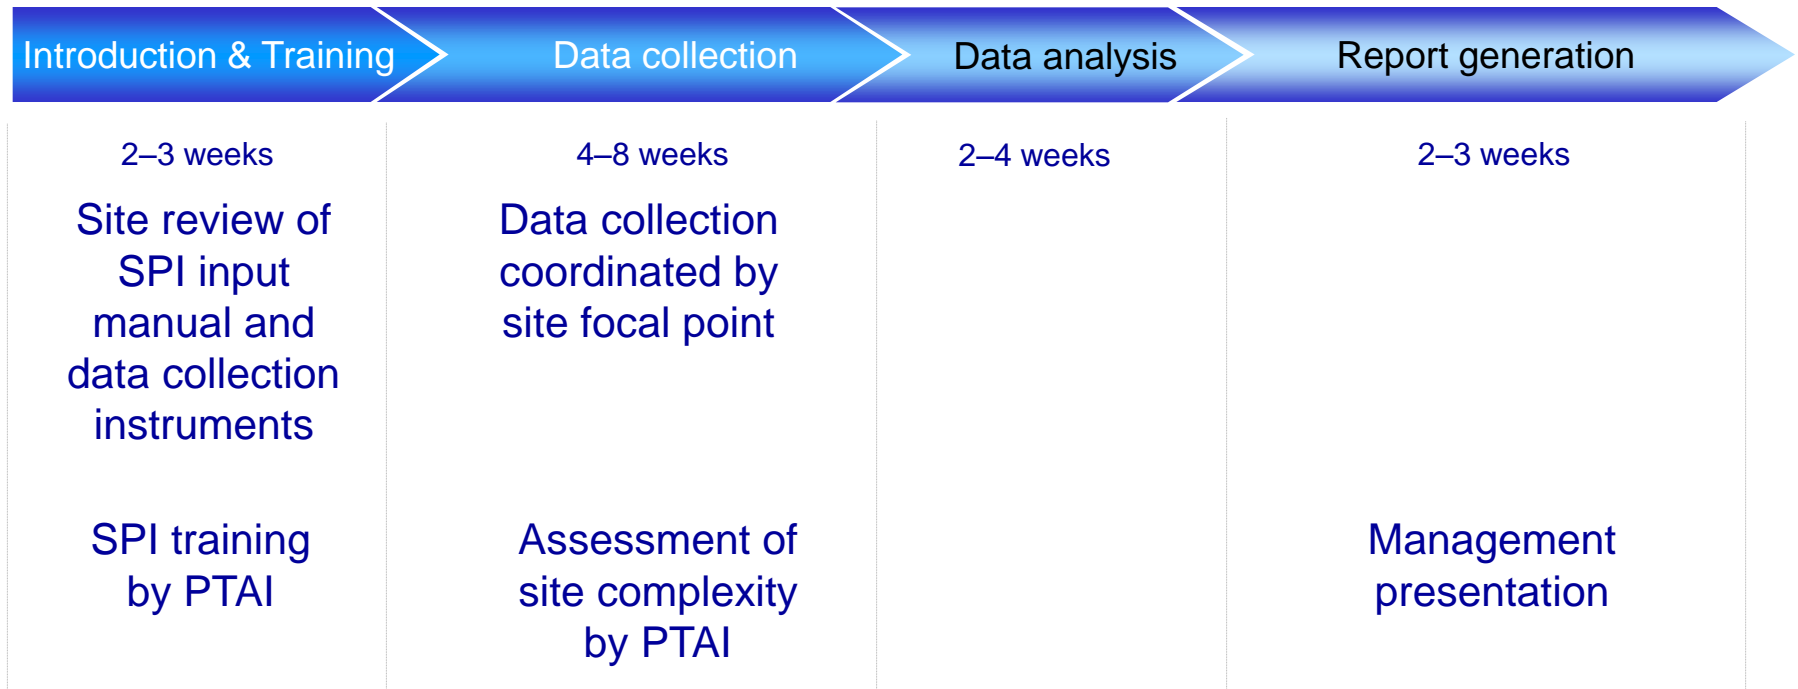 Introduction & Training
Data collection
Data analysis
Report generation
2–3 weeks
4–8 weeks
2–4 weeks
2–3 weeks
Site review of
SPI input
manual and
data collection
instruments
Data collection
coordinated by
site focal point
SPI training
by PTAI
Assessment of
site complexity
by PTAI
Management
presentation